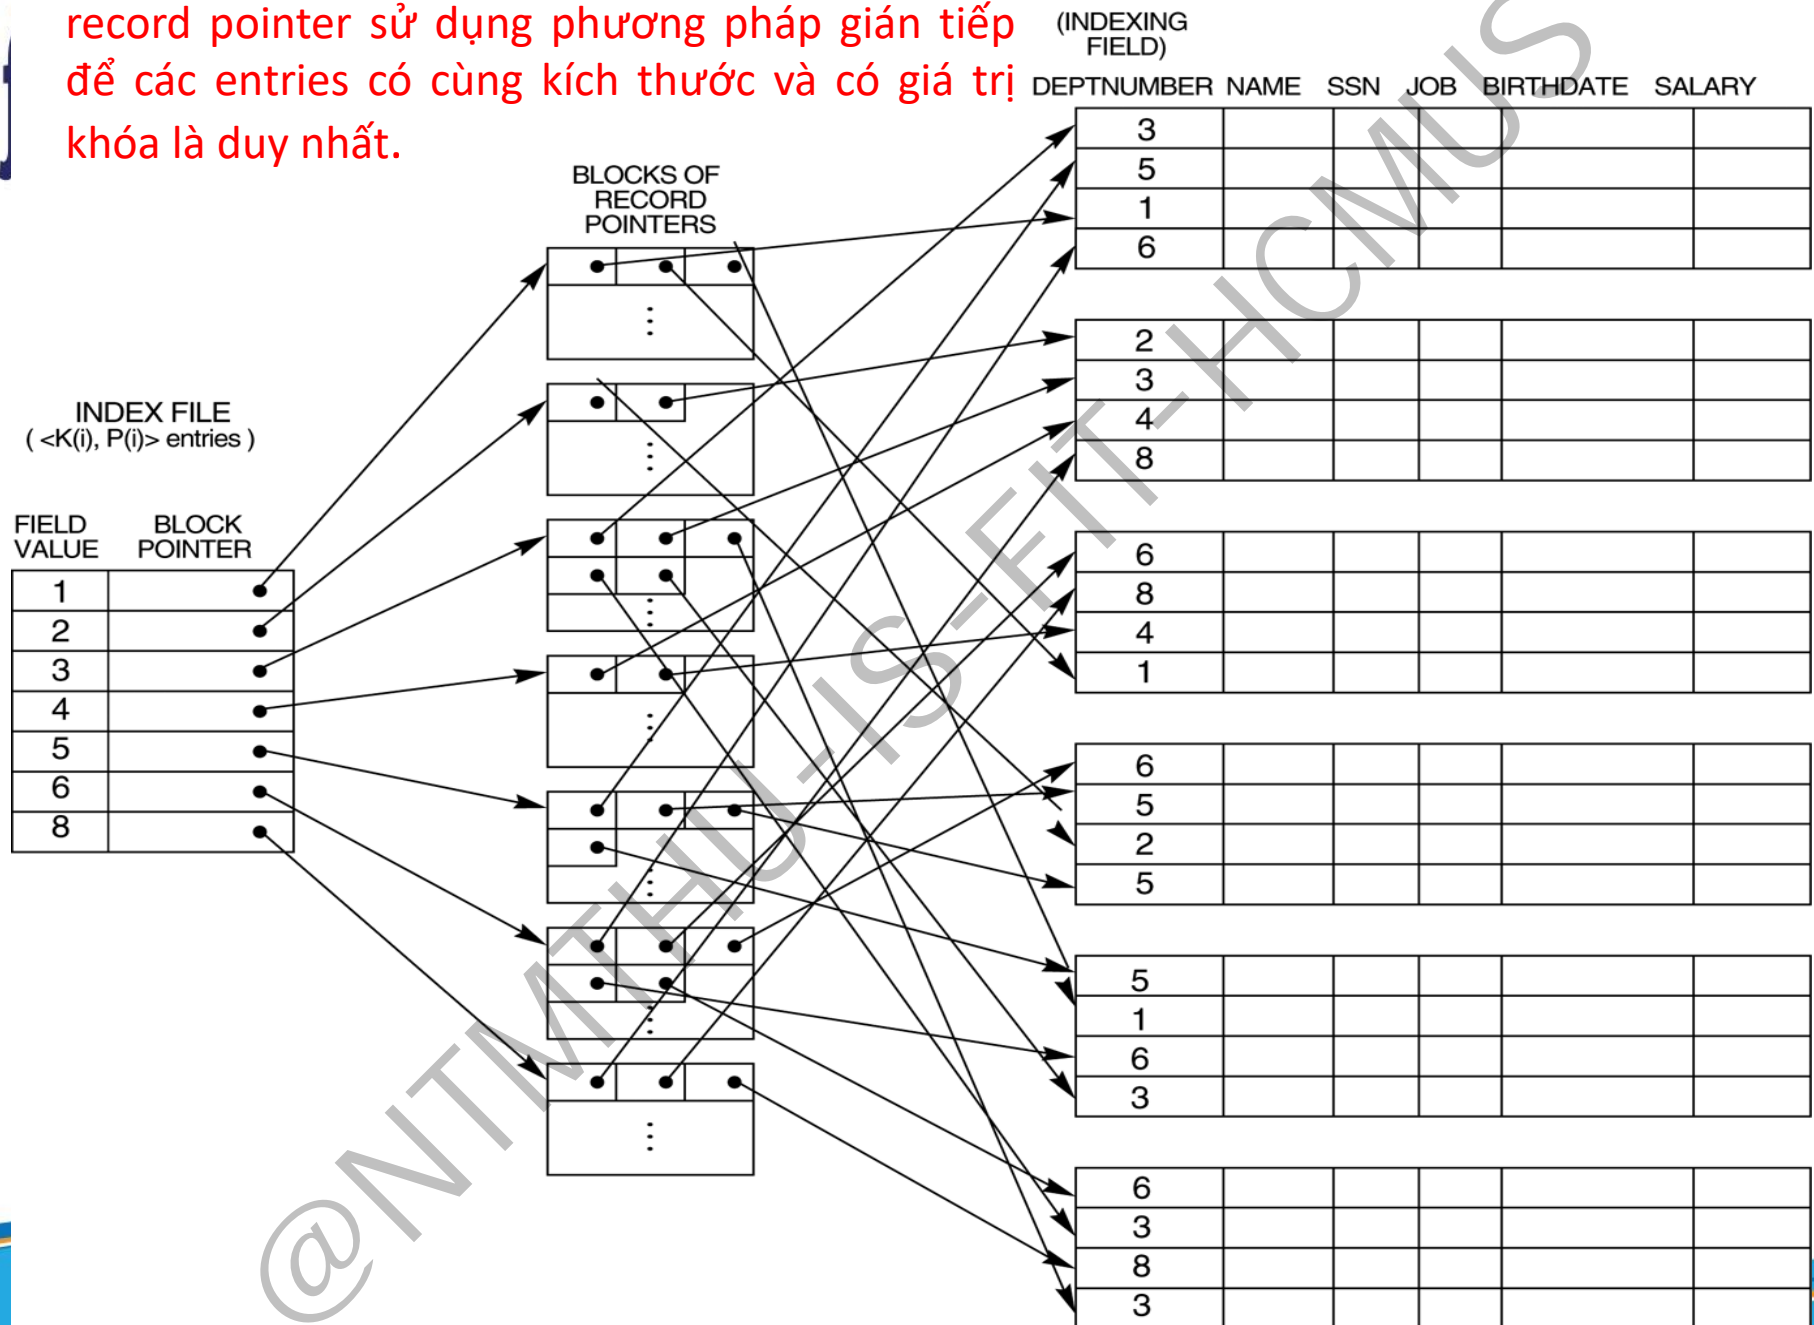 record pointer sử dụng phương pháp gián tiếp
để các entries có cùng kích thước và có giá trị
khóa là duy nhất.
(INDEXING
FIELD)
DEPTNUMBER NAME SSN JOB BIRTHDATE SALARY
3
5
1
6
2
3
4
8
6
8
4
1
6
5
2
5
5
1
6
3
6
3
8
3
BLOCKS OF
RECORD
POINTERS
INDEX FILE
( <K(i), P(i)> entries )
FIELD
VALUE
BLOCK
POINTER
1
2
3
4
5
6
8
@NTMTHU-IS-FIT-HCMUS